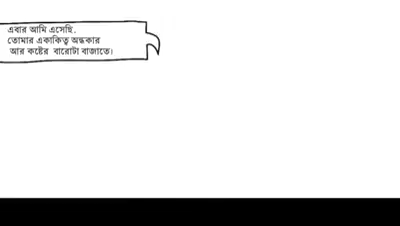 এবার আমি এসেছি.
তোমার একাকিত্ব অন্ধকার
আর কষ্টের বারোটা বাজাতে।